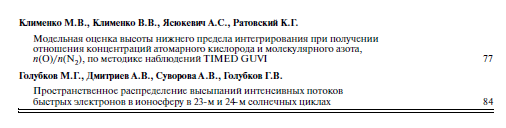 Клименко М.В., Клименко В.В., Ясюкевич А.С., Ратовский К.Г.
Модельная оценка высоты нижнего предела интегрирования при получении
отношения концентраций атомарного кислорода и молекулярного азота,
n(O)/n(N₂), по методике наблюдений TIMED GUVI 77
Голубков М.Г., Дмитриев А.В., Суворова А.В., Голубков Г.В.
Пространственное распределение высыпаний интенсивных потоков
быстрых электронов в ионосферу в 23-м и 24-м солнечных циклах 84